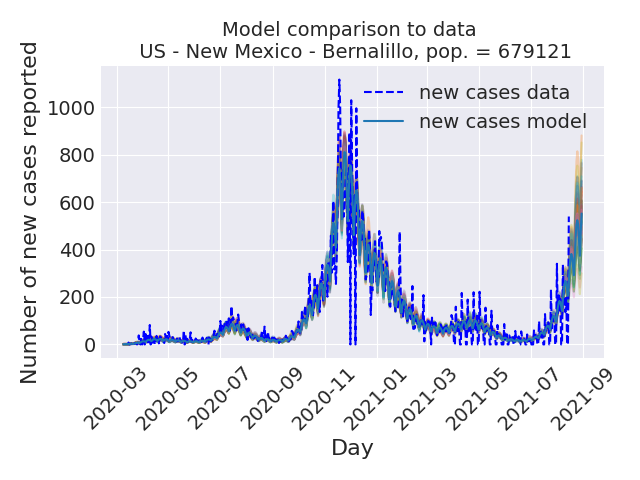 Model comparison to data
US - New Mexico - Bernalillo, pop. = 679121
Number of new cases reported
1000
800
600
400
200
0
new cases data
new cases model
2020-03
2020-05
2020-07
2020-09
2020-11
2021-01
2021-03
2021-05
2021-07
2021-09
Day